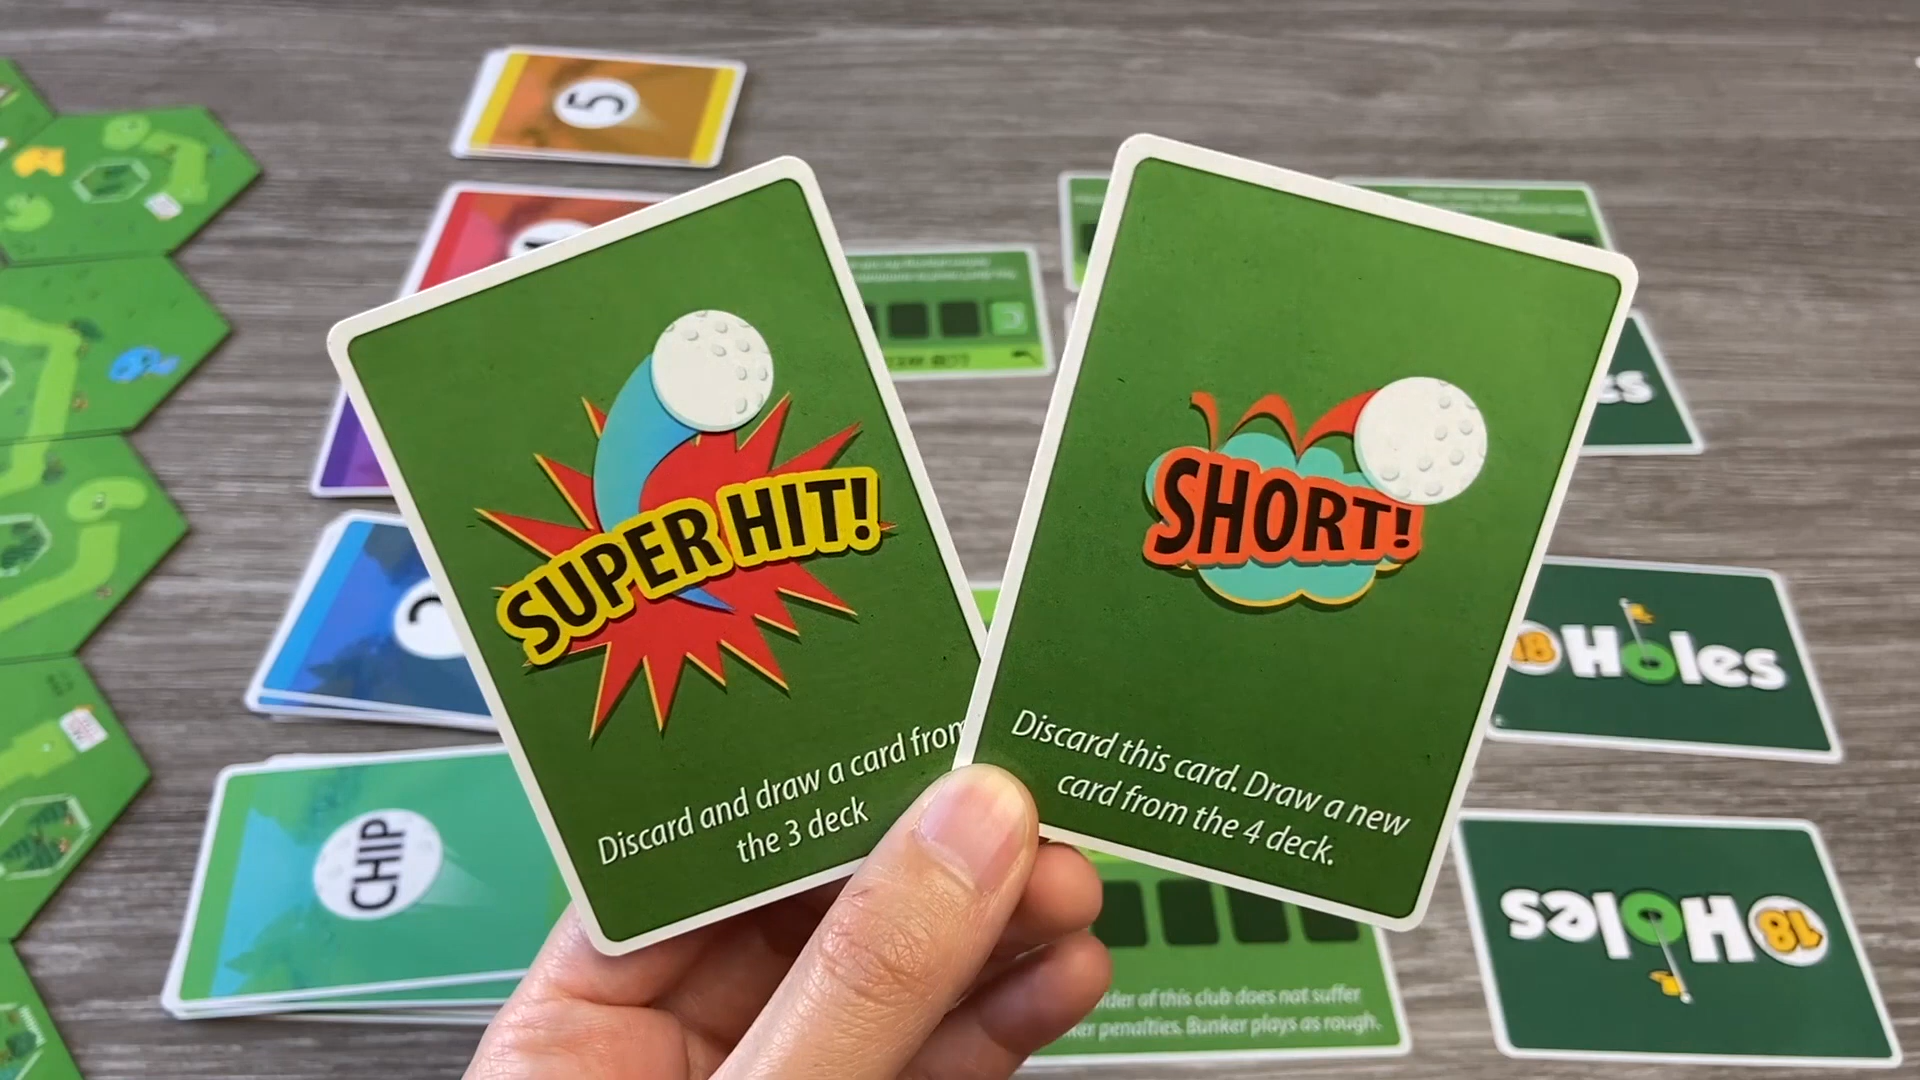 5
SUPER HIT!
Discard and draw a card from
the 3 deck
SHORT!
Discard this card. Draw a new
card from the 4 deck.
CHIP
18 Holes
18 Holes
of this club does not suffer
penalties. Bunker plays as rough.